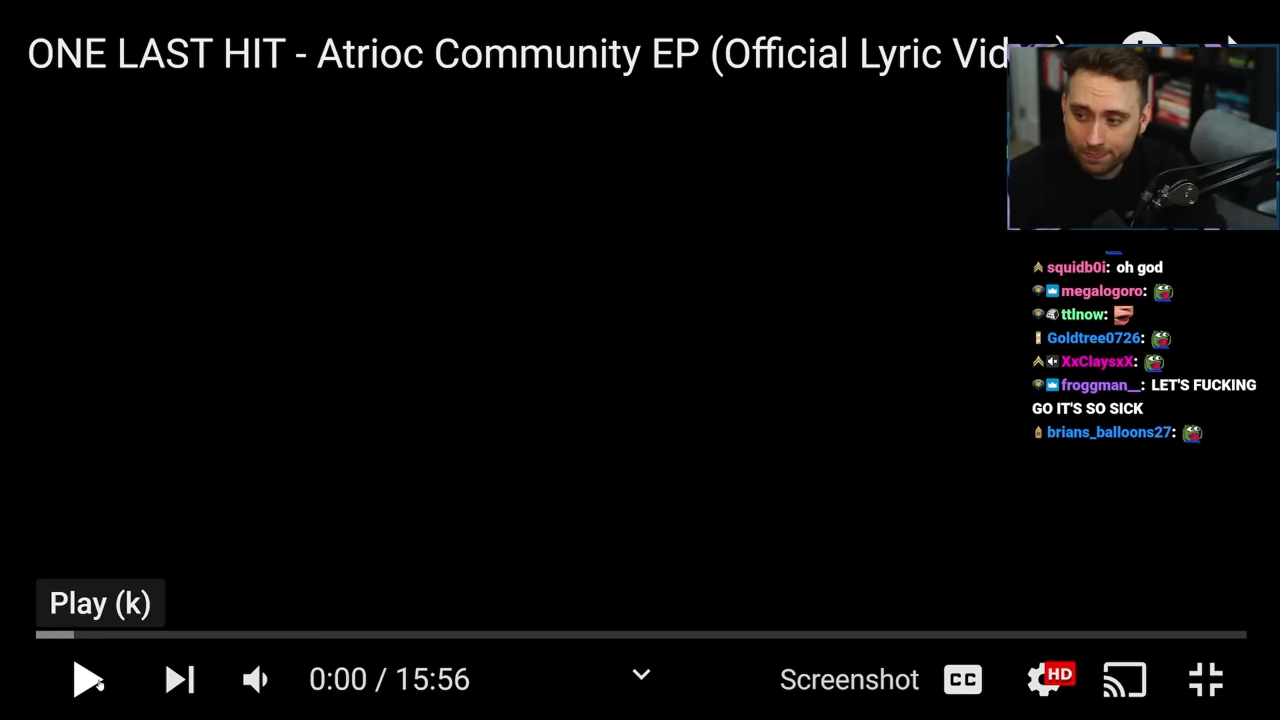 ONE LAST HIT - Atrioc Community EP (Official Lyric Vid
squidb0i: oh god
megalogoro:
ttlnow:
Goldtree0726:
XxClaysxX:
froggman__: LET'S FUCKING
GO IT'S SO SICK
brians_balloons27:
Play (k)
0:00 / 15:56
Screenshot
CC
HD